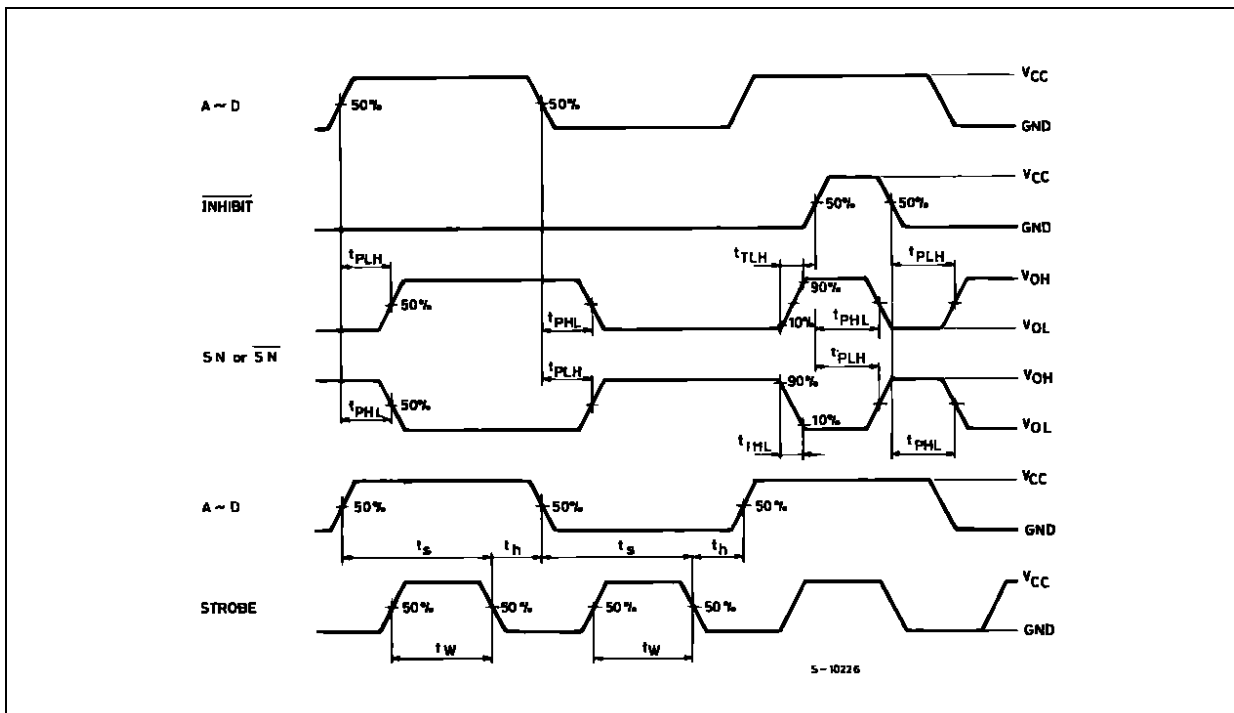 VCC
A ~ D
50%
50%
GND
VCC
INHIBIT
50%
50%
GND
tPLH
tTLH
tPLH
VOH
50%
90%
tPHL
10%
tPHL
VOL
SN or SN
tPLH
tPLH
VOH
50%
90%
tPHL
10%
VOL
tTHL
tPHL
VCC
A ~ D
50%
50%
50%
GND
ts
th
ts
th
VCC
STROBE
50%
50%
50%
50%
GND
tW
tW
S-10226